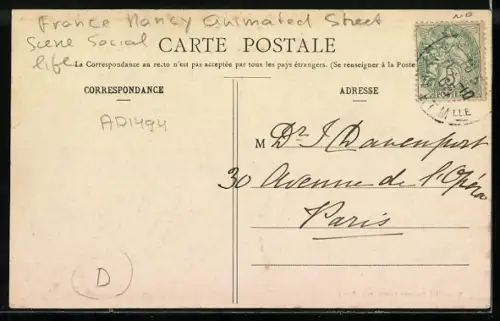 France Nancy Animated Street
Scene Social
life
NO
CARTE POSTALE
La Correspondance au recto n'est pas acceptée par tous les pays étrangers. (Se renseigner à la Poste
CORRESPONDANCE
ADRESSE
AD1494
M Dr J Davenport
30 Avenue de l'Opéra
Paris
D